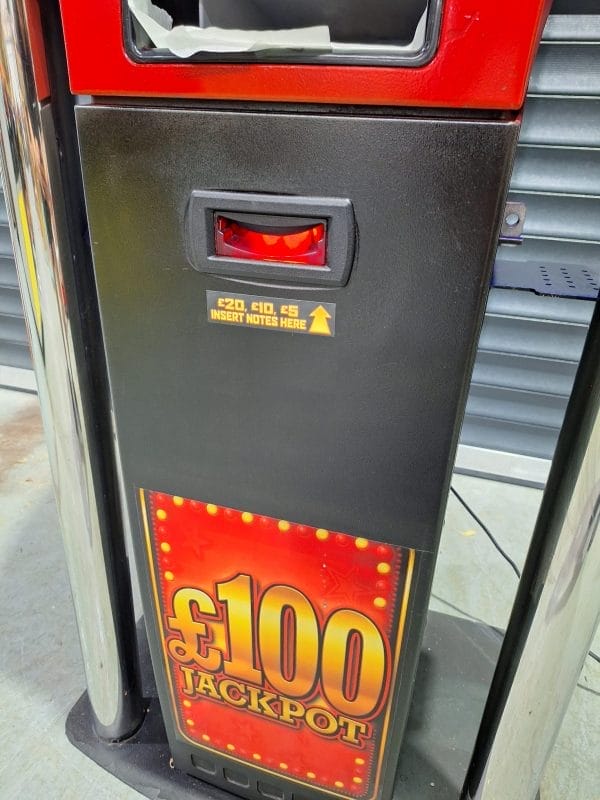 £20, £10, £5
INSERT NOTES HERE
£100
JACKPOT